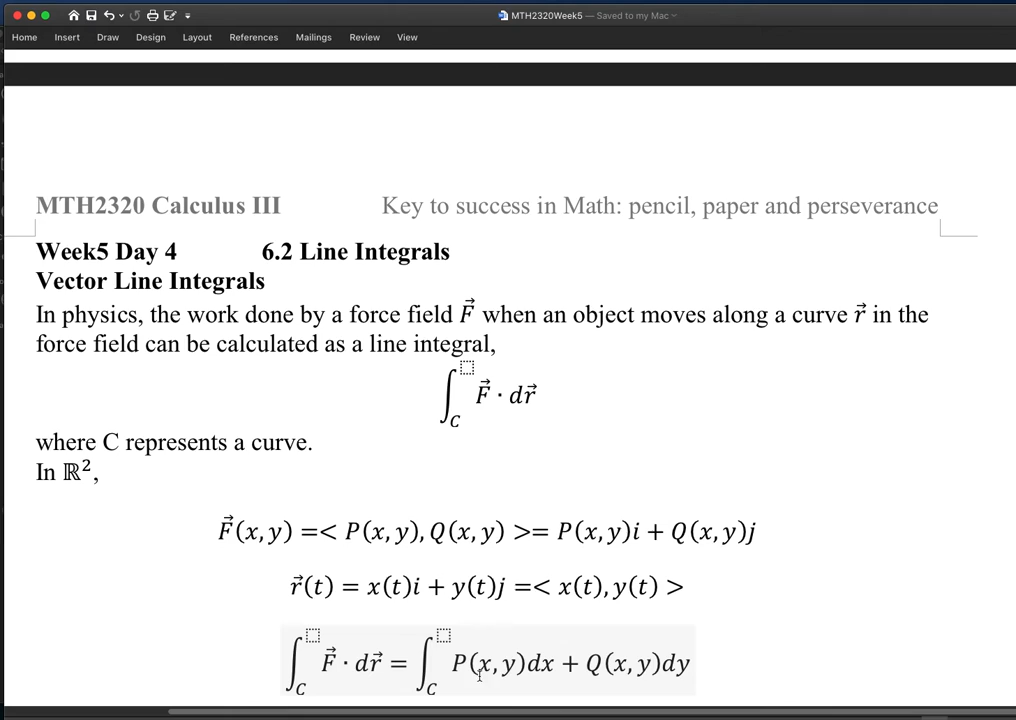 MTH2320Week5 — Saved to my Mac
Home Insert Draw Design Layout References Mailings Review View
MTH2320 Calculus III Key to success in Math: pencil, paper and perseverance
Week5 Day 4 6.2 Line Integrals
Vector Line Integrals
In physics, the work done by a force field F⃗ when an object moves along a curve r⃗ in the
force field can be calculated as a line integral,
∫_C F⃗ · dr⃗
where C represents a curve.
In ℝ²,
F⃗(x, y) =< P(x, y), Q(x, y) >= P(x, y)i + Q(x, y)j
r⃗(t) = x(t)i + y(t)j =< x(t), y(t) >
∫_C F⃗ · dr⃗ = ∫_C P(x, y)dx + Q(x, y)dy